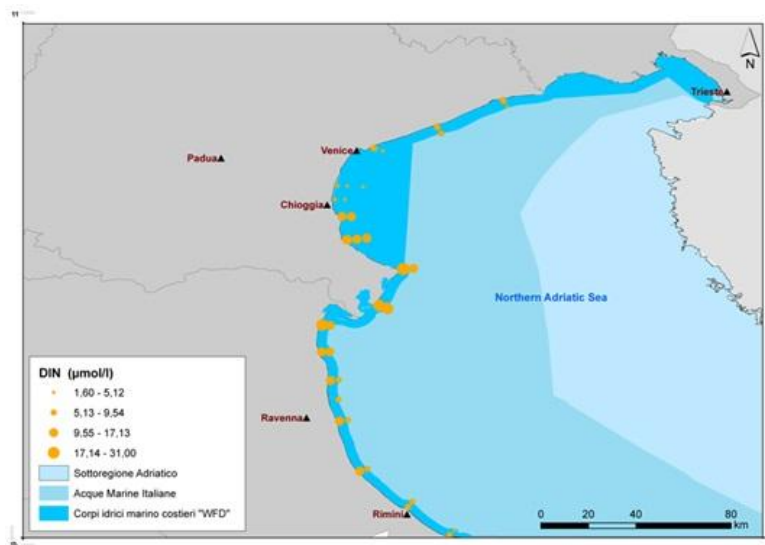 N
Trieste
Venice
Padua
Chioggia
Northern Adriatic Sea
DIN (µmol/l)
1,60 - 5,12
5,13 - 9,54
9,55 - 17,13
17,14 - 31,00
Sottoregione Adriatico
Acque Marine Italiane
Corpi idrici marino costieri "WFD"
Ravenna
Rimini
0 20 40 60 80
km